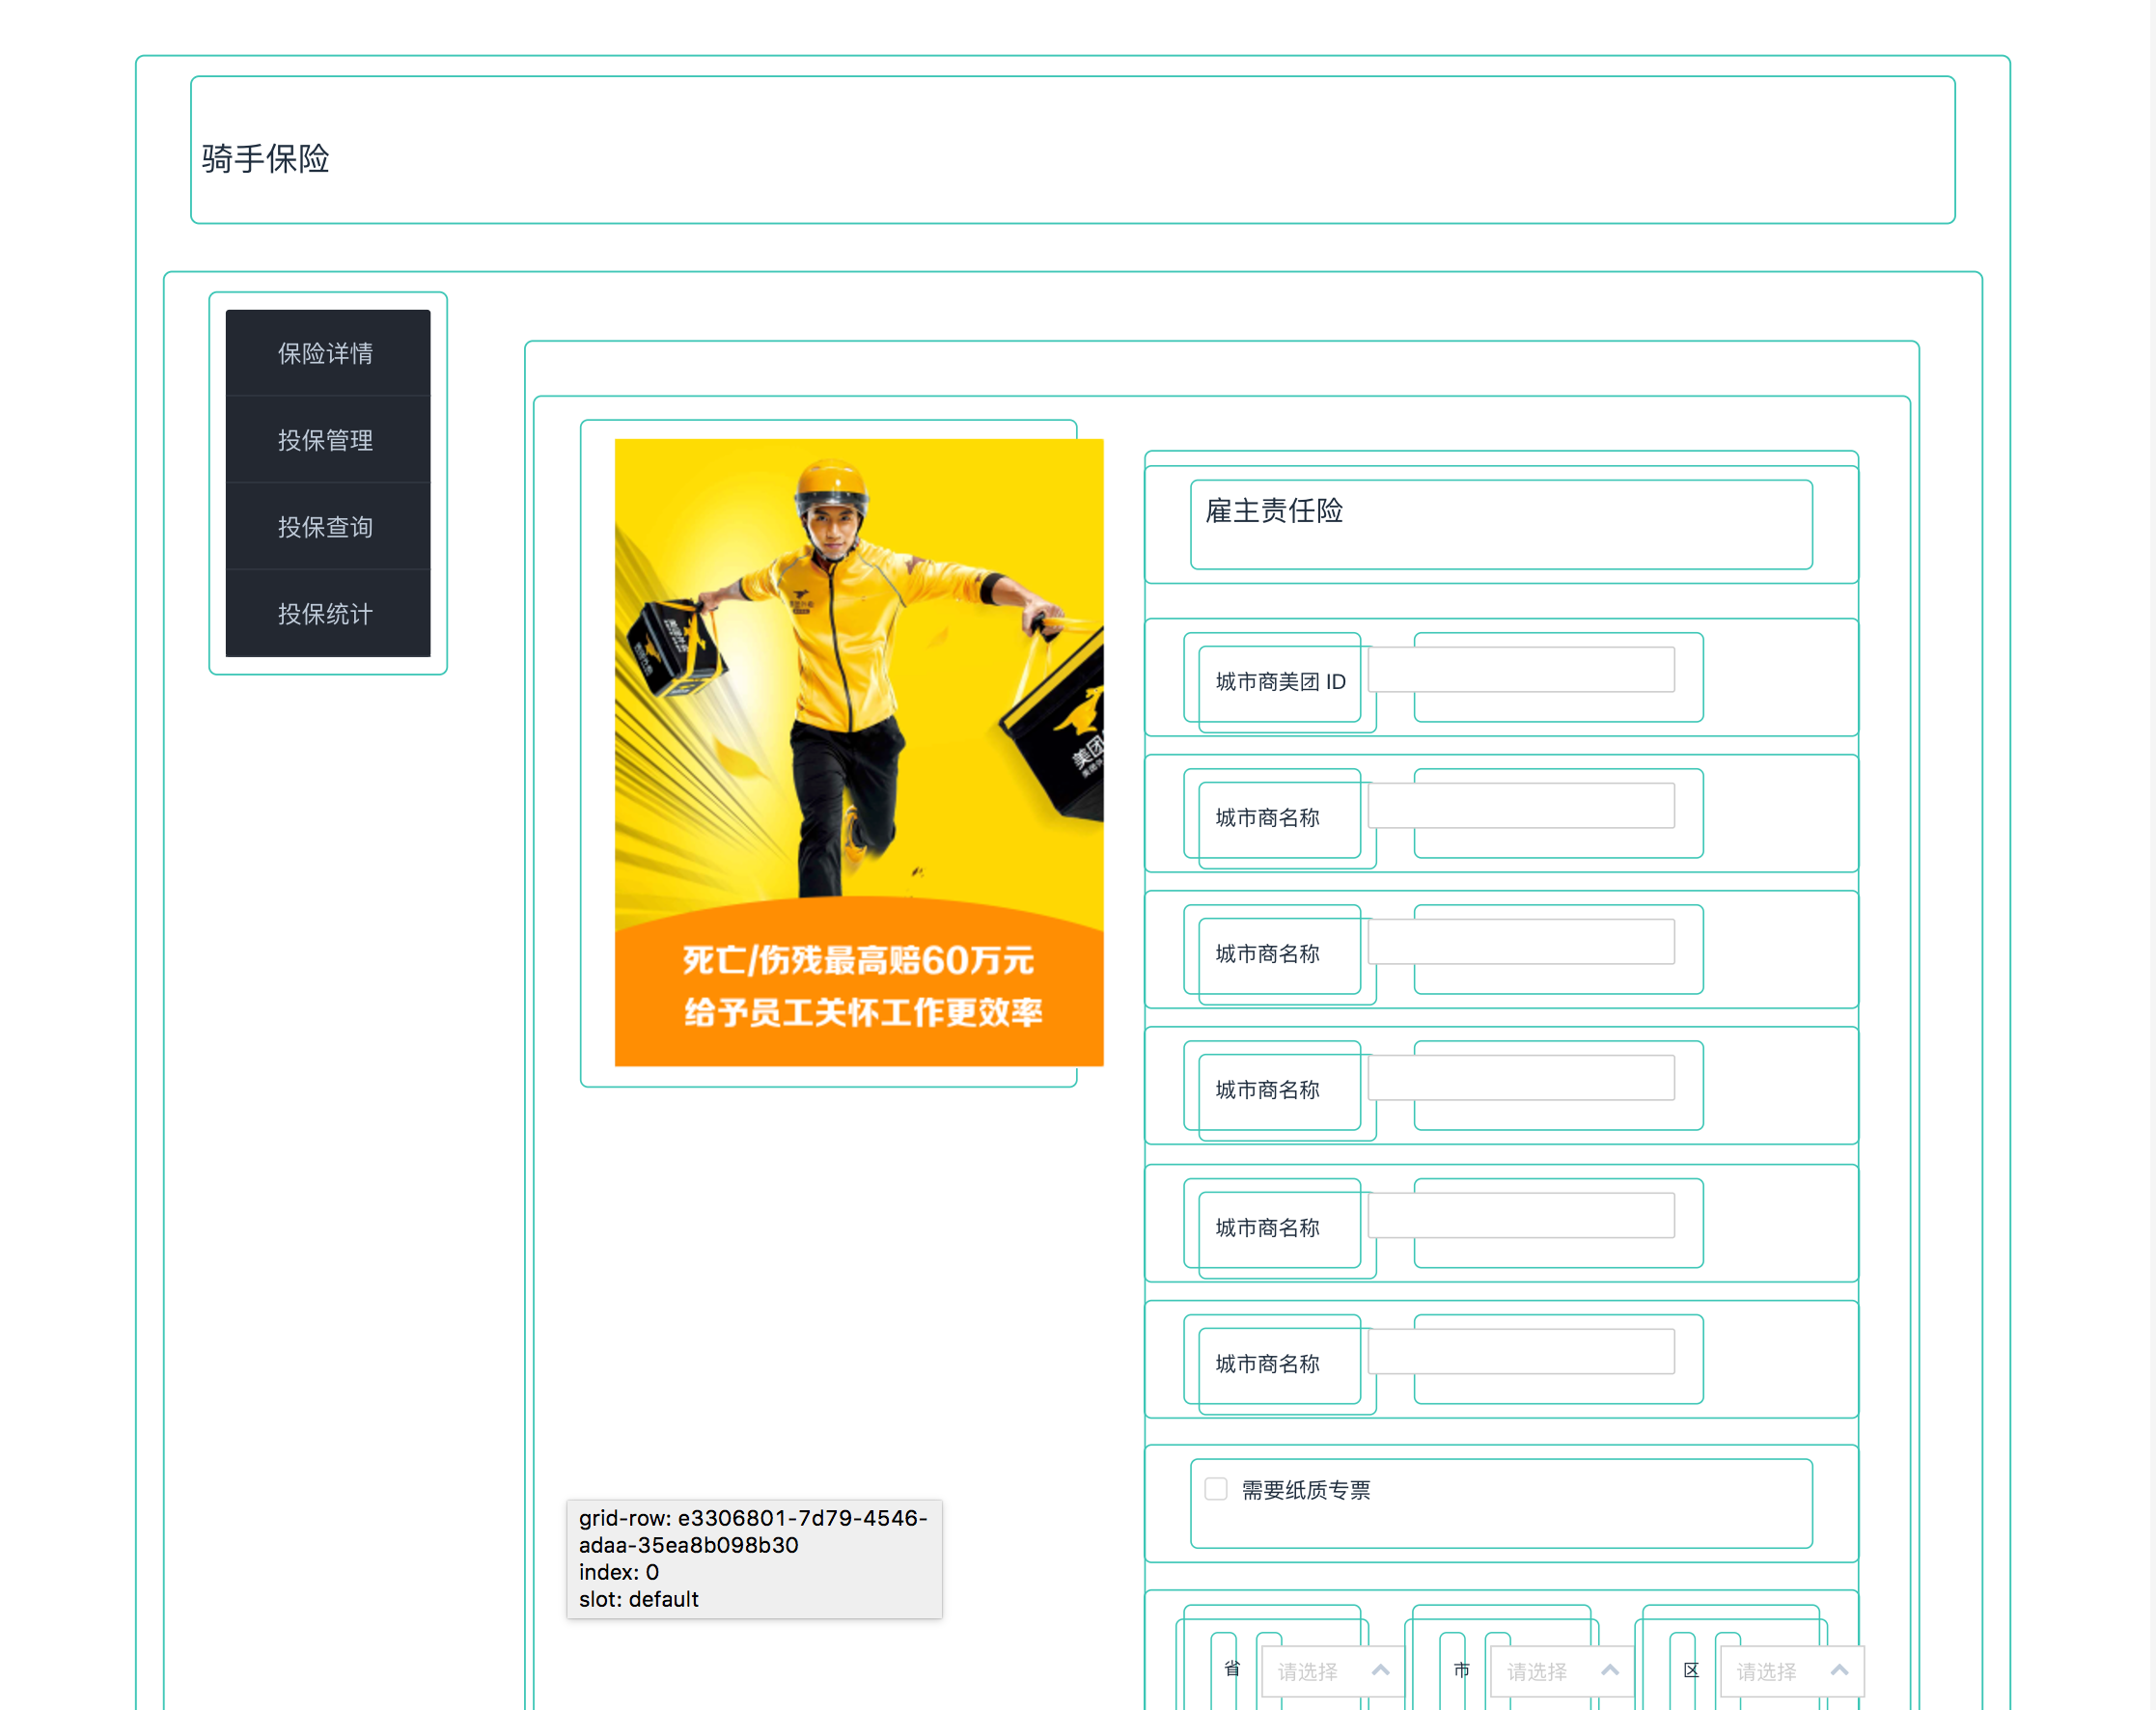 骑手保险
保险详情
投保管理
投保查询
投保统计
死亡/伤残最高赔60万元
给予员工关怀工作更效率
雇主责任险
城市商美团 ID
城市商名称
城市商名称
城市商名称
城市商名称
城市商名称
需要纸质专票
grid-row: e3306801-7d79-4546-
adaa-35ea8b098b30
index: 0
slot: default
省 请选择 市 请选择 区 请选择